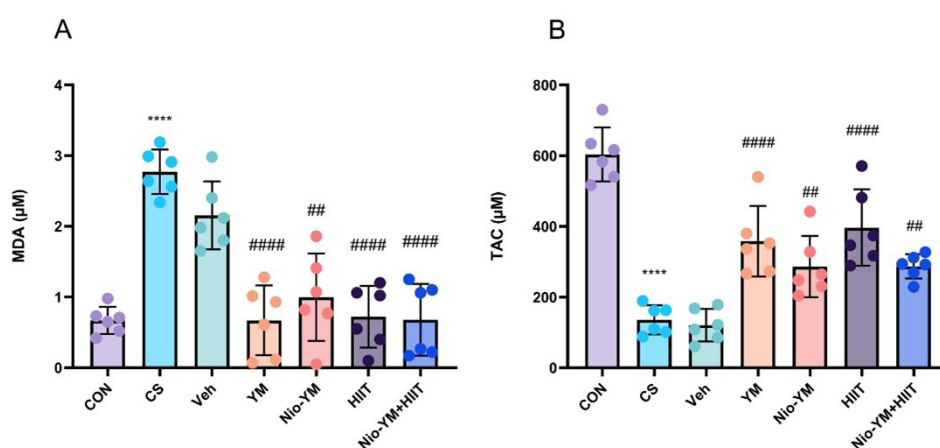 A
MDA (μM)
4
3
2
1
0
****
####
##
####
####
CON
CS
Veh
YM
Nio-YM
HIIT
Nio-YM+HIIT
B
TAC (μM)
800
600
400
200
0
****
####
##
####
##
CON
CS
Veh
YM
Nio-YM
HIIT
Nio-YM+HIIT